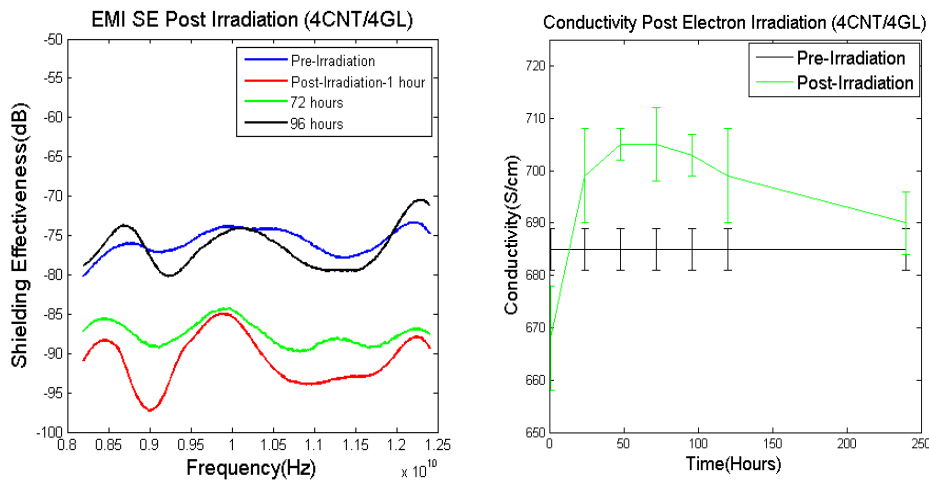 EMI SE Post Irradiation (4CNT/4GL)
-50
-55
-60
-65
-70
-75
-80
-85
-90
-95
-100
Shielding Effectiveness(dB)
Pre-Irradiation
Post-Irradiation-1 hour
72 hours
96 hours
0.8 0.85 0.9 0.95 1 1.05 1.1 1.15 1.2 1.25
x 10^10
Frequency(Hz)
Conductivity Post Electron Irradiation (4CNT/4GL)
720
710
700
690
680
670
660
650
Conductivity(S/cm)
Pre-Irradiation
Post-Irradiation
0 50 100 150 200 250
Time(Hours)